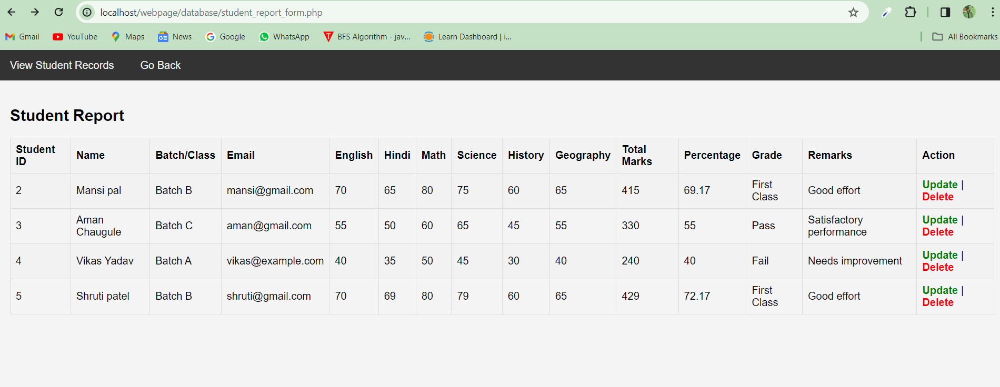 localhost/webpage/database/student_report_form.php
Gmail YouTube Maps News Google WhatsApp BFS Algorithm - jav... Learn Dashboard | i... All Bookmarks
View Student Records Go Back
Student Report
Student ID Name Batch/Class Email English Hindi Math Science History Geography Total Marks Percentage Grade Remarks Action
2 Mansi pal Batch B mansi@gmail.com 70 65 80 75 60 65 415 69.17 First Class Good effort Update | Delete
3 Aman Chaugule Batch C aman@gmail.com 55 50 60 65 45 55 330 55 Pass Satisfactory performance Update | Delete
4 Vikas Yadav Batch A vikas@example.com 40 35 50 45 30 40 240 40 Fail Needs improvement Update | Delete
5 Shruti patel Batch B shruti@gmail.com 70 69 80 79 60 65 429 72.17 First Class Good effort Update | Delete